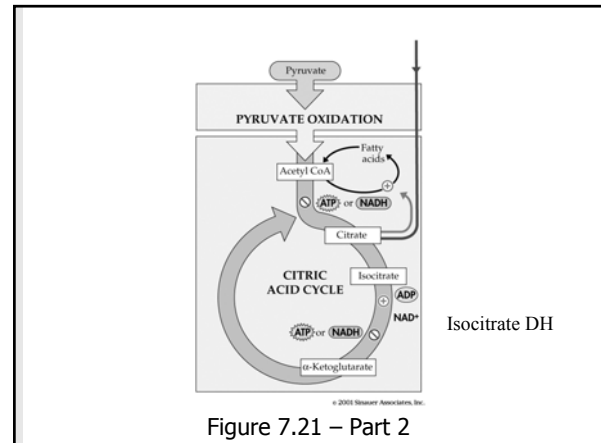 Pyruvate
PYRUVATE OXIDATION
Fatty
acids
Acetyl CoA
+
ATP or NADH
Citrate
CITRIC
ACID CYCLE
Isocitrate
+
ADP
NAD+
Isocitrate DH
ATP or NADH
α-Ketoglutarate
© 2001 Sinauer Associates, Inc.
Figure 7.21 – Part 2